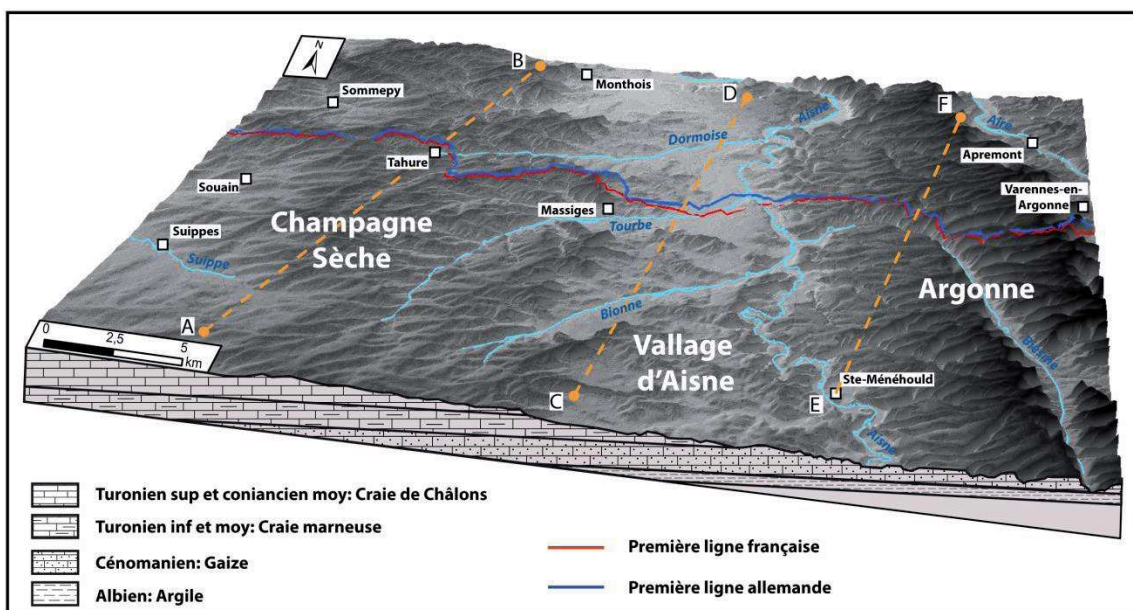 N
B
Monthois
Sommepy
D
Aisne
F
Aire
Dormoise
Apremont
Tahure
Souain
Varennes-en-
Argonne
Massiges
Tourbe
Suippes
Champagne
Sèche
Suippe
Argonne
Bionne
A
0 2,5 5
km
Vallage
d'Aisne
Biesme
Ste-Ménéhould
C
E
Aisne
Turonien sup et coniancien moy: Craie de Châlons
Turonien inf et moy: Craie marneuse
Cénomanien: Gaize
Première ligne française
Albien: Argile
Première ligne allemande